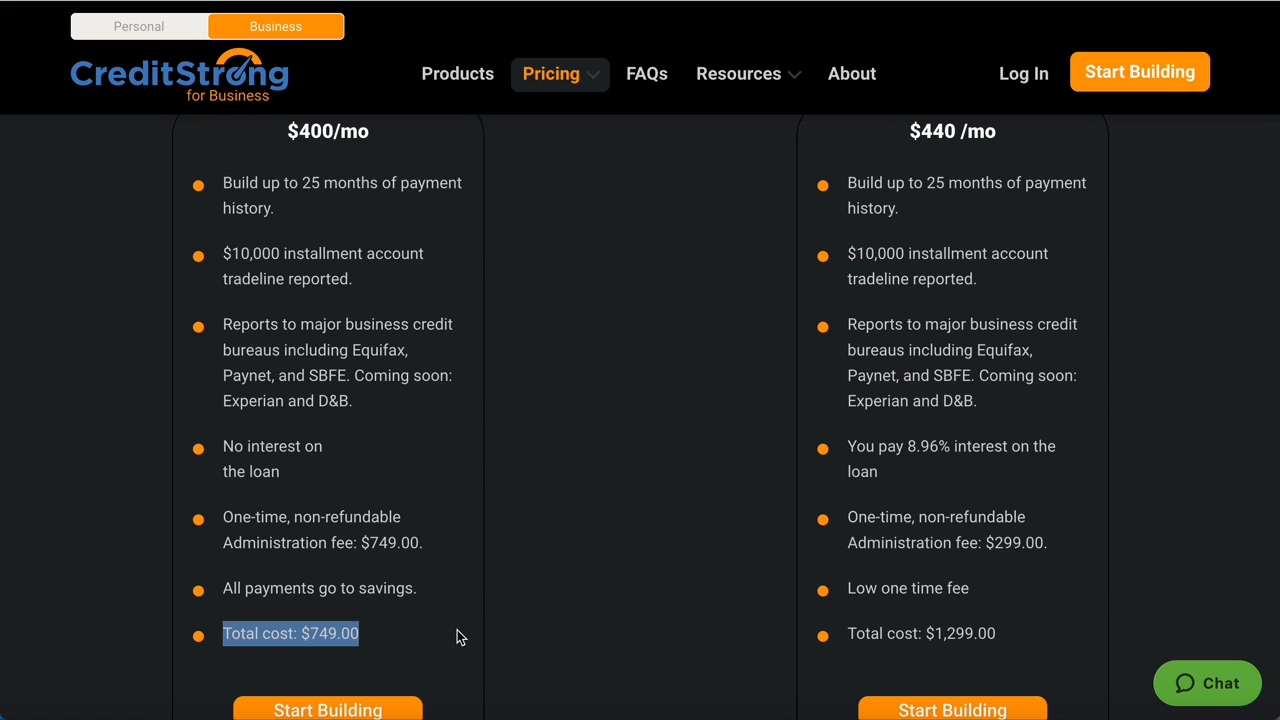 Personal
Business
CreditStrong
for Business
Products
Pricing
FAQs
Resources
About
Log In
Start Building
$400/mo
Build up to 25 months of payment
history.
$10,000 installment account
tradeline reported.
Reports to major business credit
bureaus including Equifax,
Paynet, and SBFE. Coming soon:
Experian and D&B.
No interest on
the loan
One-time, non-refundable
Administration fee: $749.00.
All payments go to savings.
Total cost: $749.00
Start Building
$440 /mo
Build up to 25 months of payment
history.
$10,000 installment account
tradeline reported.
Reports to major business credit
bureaus including Equifax,
Paynet, and SBFE. Coming soon:
Experian and D&B.
You pay 8.96% interest on the
loan
One-time, non-refundable
Administration fee: $299.00.
Low one time fee
Total cost: $1,299.00
Start Building
Chat